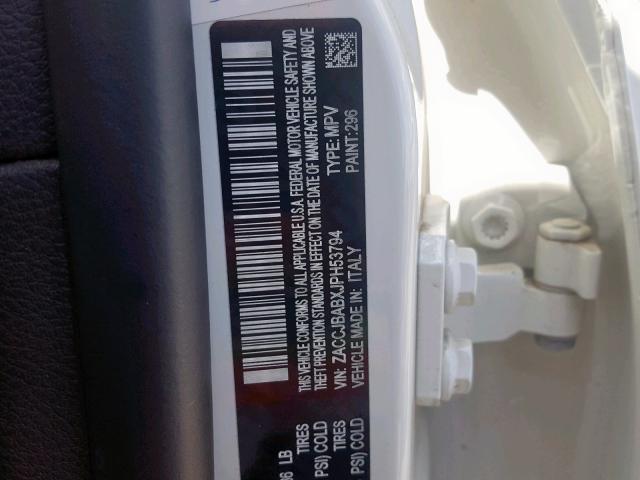 06 LB
TIRES
PSI) COLD
TIRES
PSI) COLD
THIS VEHICLE CONFORMS TO ALL APPLICABLE U.S.A. FEDERAL MOTOR VEHICLE SAFETY AND
THEFT PREVENTION STANDARDS IN EFFECT ON THE DATE OF MANUFACTURE SHOWN ABOVE
VIN: ZACCJBABXJPH53794 TYPE: MPV
VEHICLE MADE IN: ITALY PAINT:296